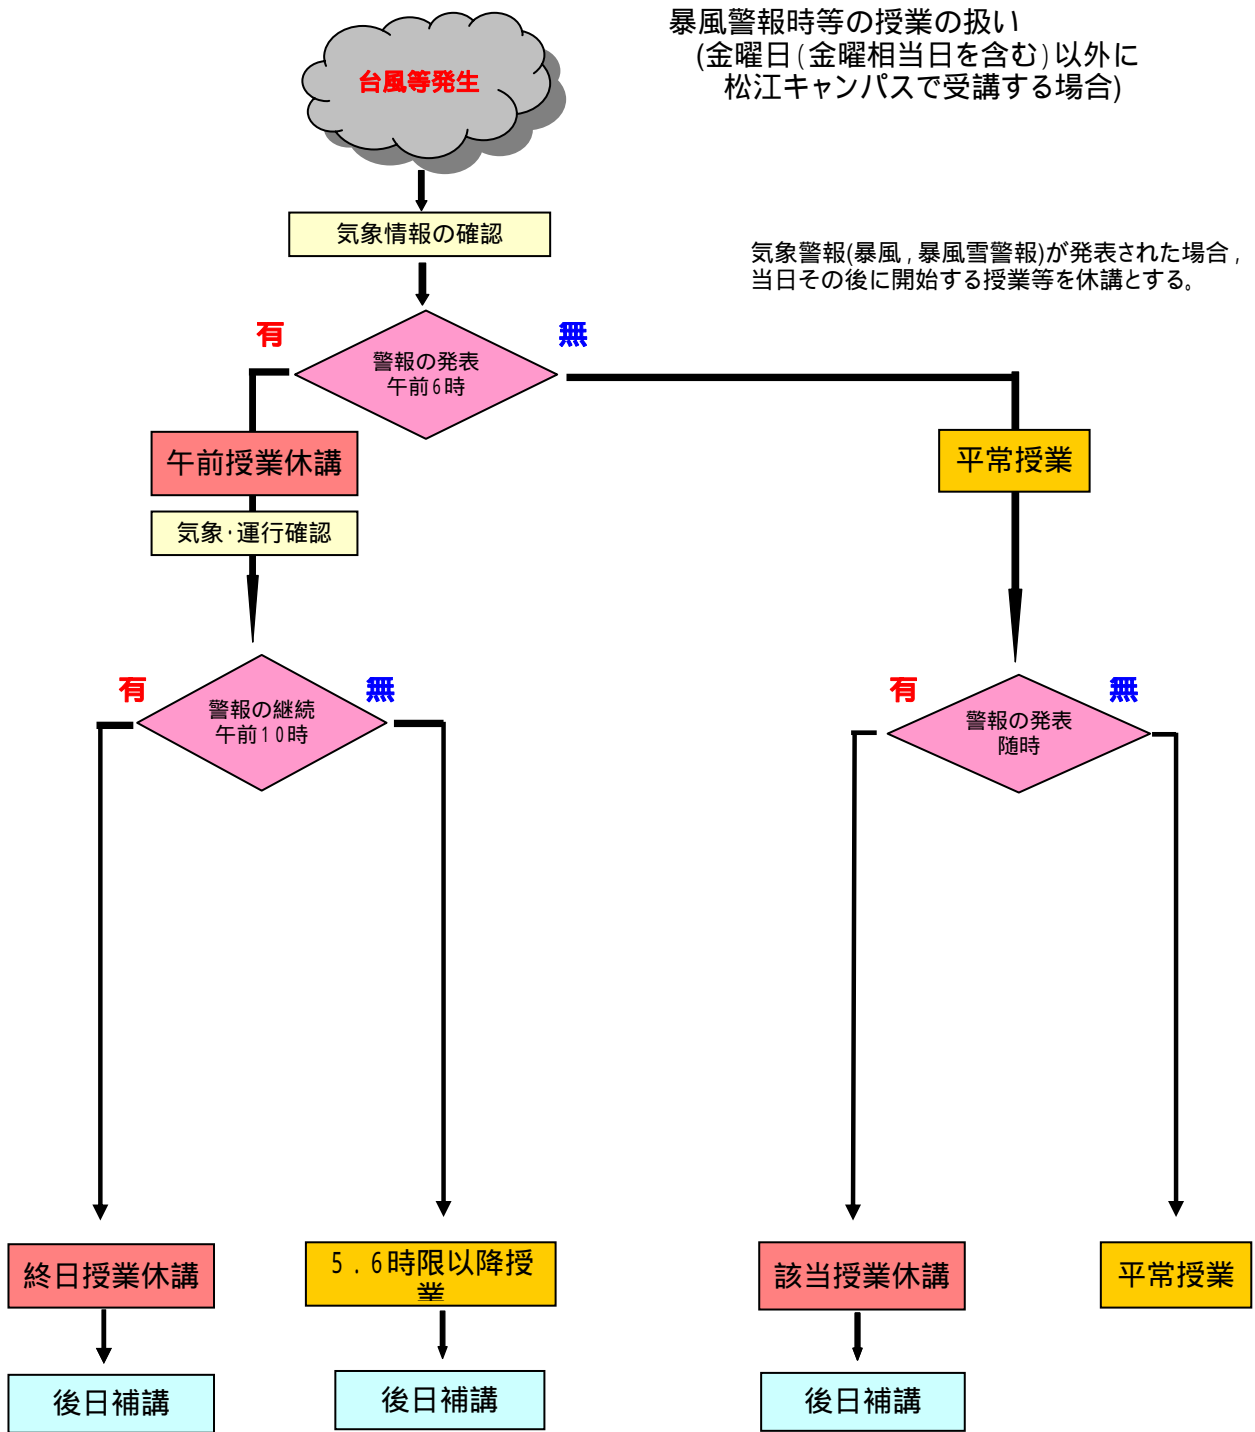 暴風警報時等の授業の扱い
(金曜日(金曜相当日を含む)以外に
松江キャンパスで受講する場合)
台風等発生
気象情報の確認
気象警報(暴風,暴風雪警報)が発表された場合,
当日その後に開始する授業等を休講とする。
有
無
警報の発表
午前6時
午前授業休講
平常授業
気象・運行確認
有
無
警報の継続
午前10時
有
無
警報の発表
随時
終日授業休講
5.6時限以降授
業
該当授業休講
平常授業
後日補講
後日補講
後日補講